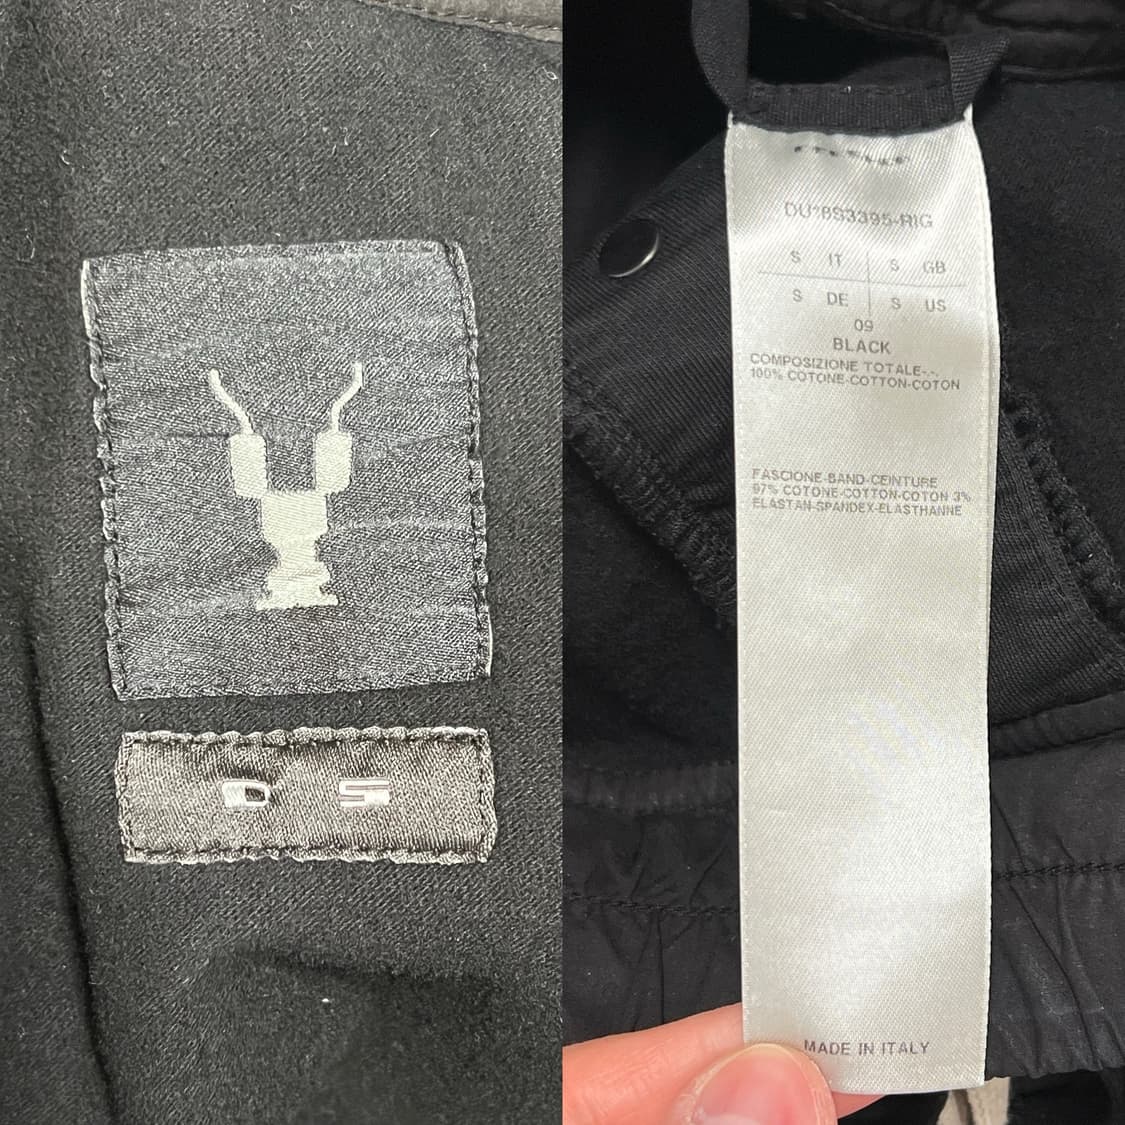 D S
DU18S3395-RIG
S IT S GB
S DE S US
09
BLACK
COMPOSIZIONE TOTALE-.-.
100% COTONE-COTTON-COTON
FASCIONE-BAND-CEINTURE
97% COTONE-COTTON-COTON 3%
ELASTAN-SPANDEX-ELASTHANNE
MADE IN ITALY